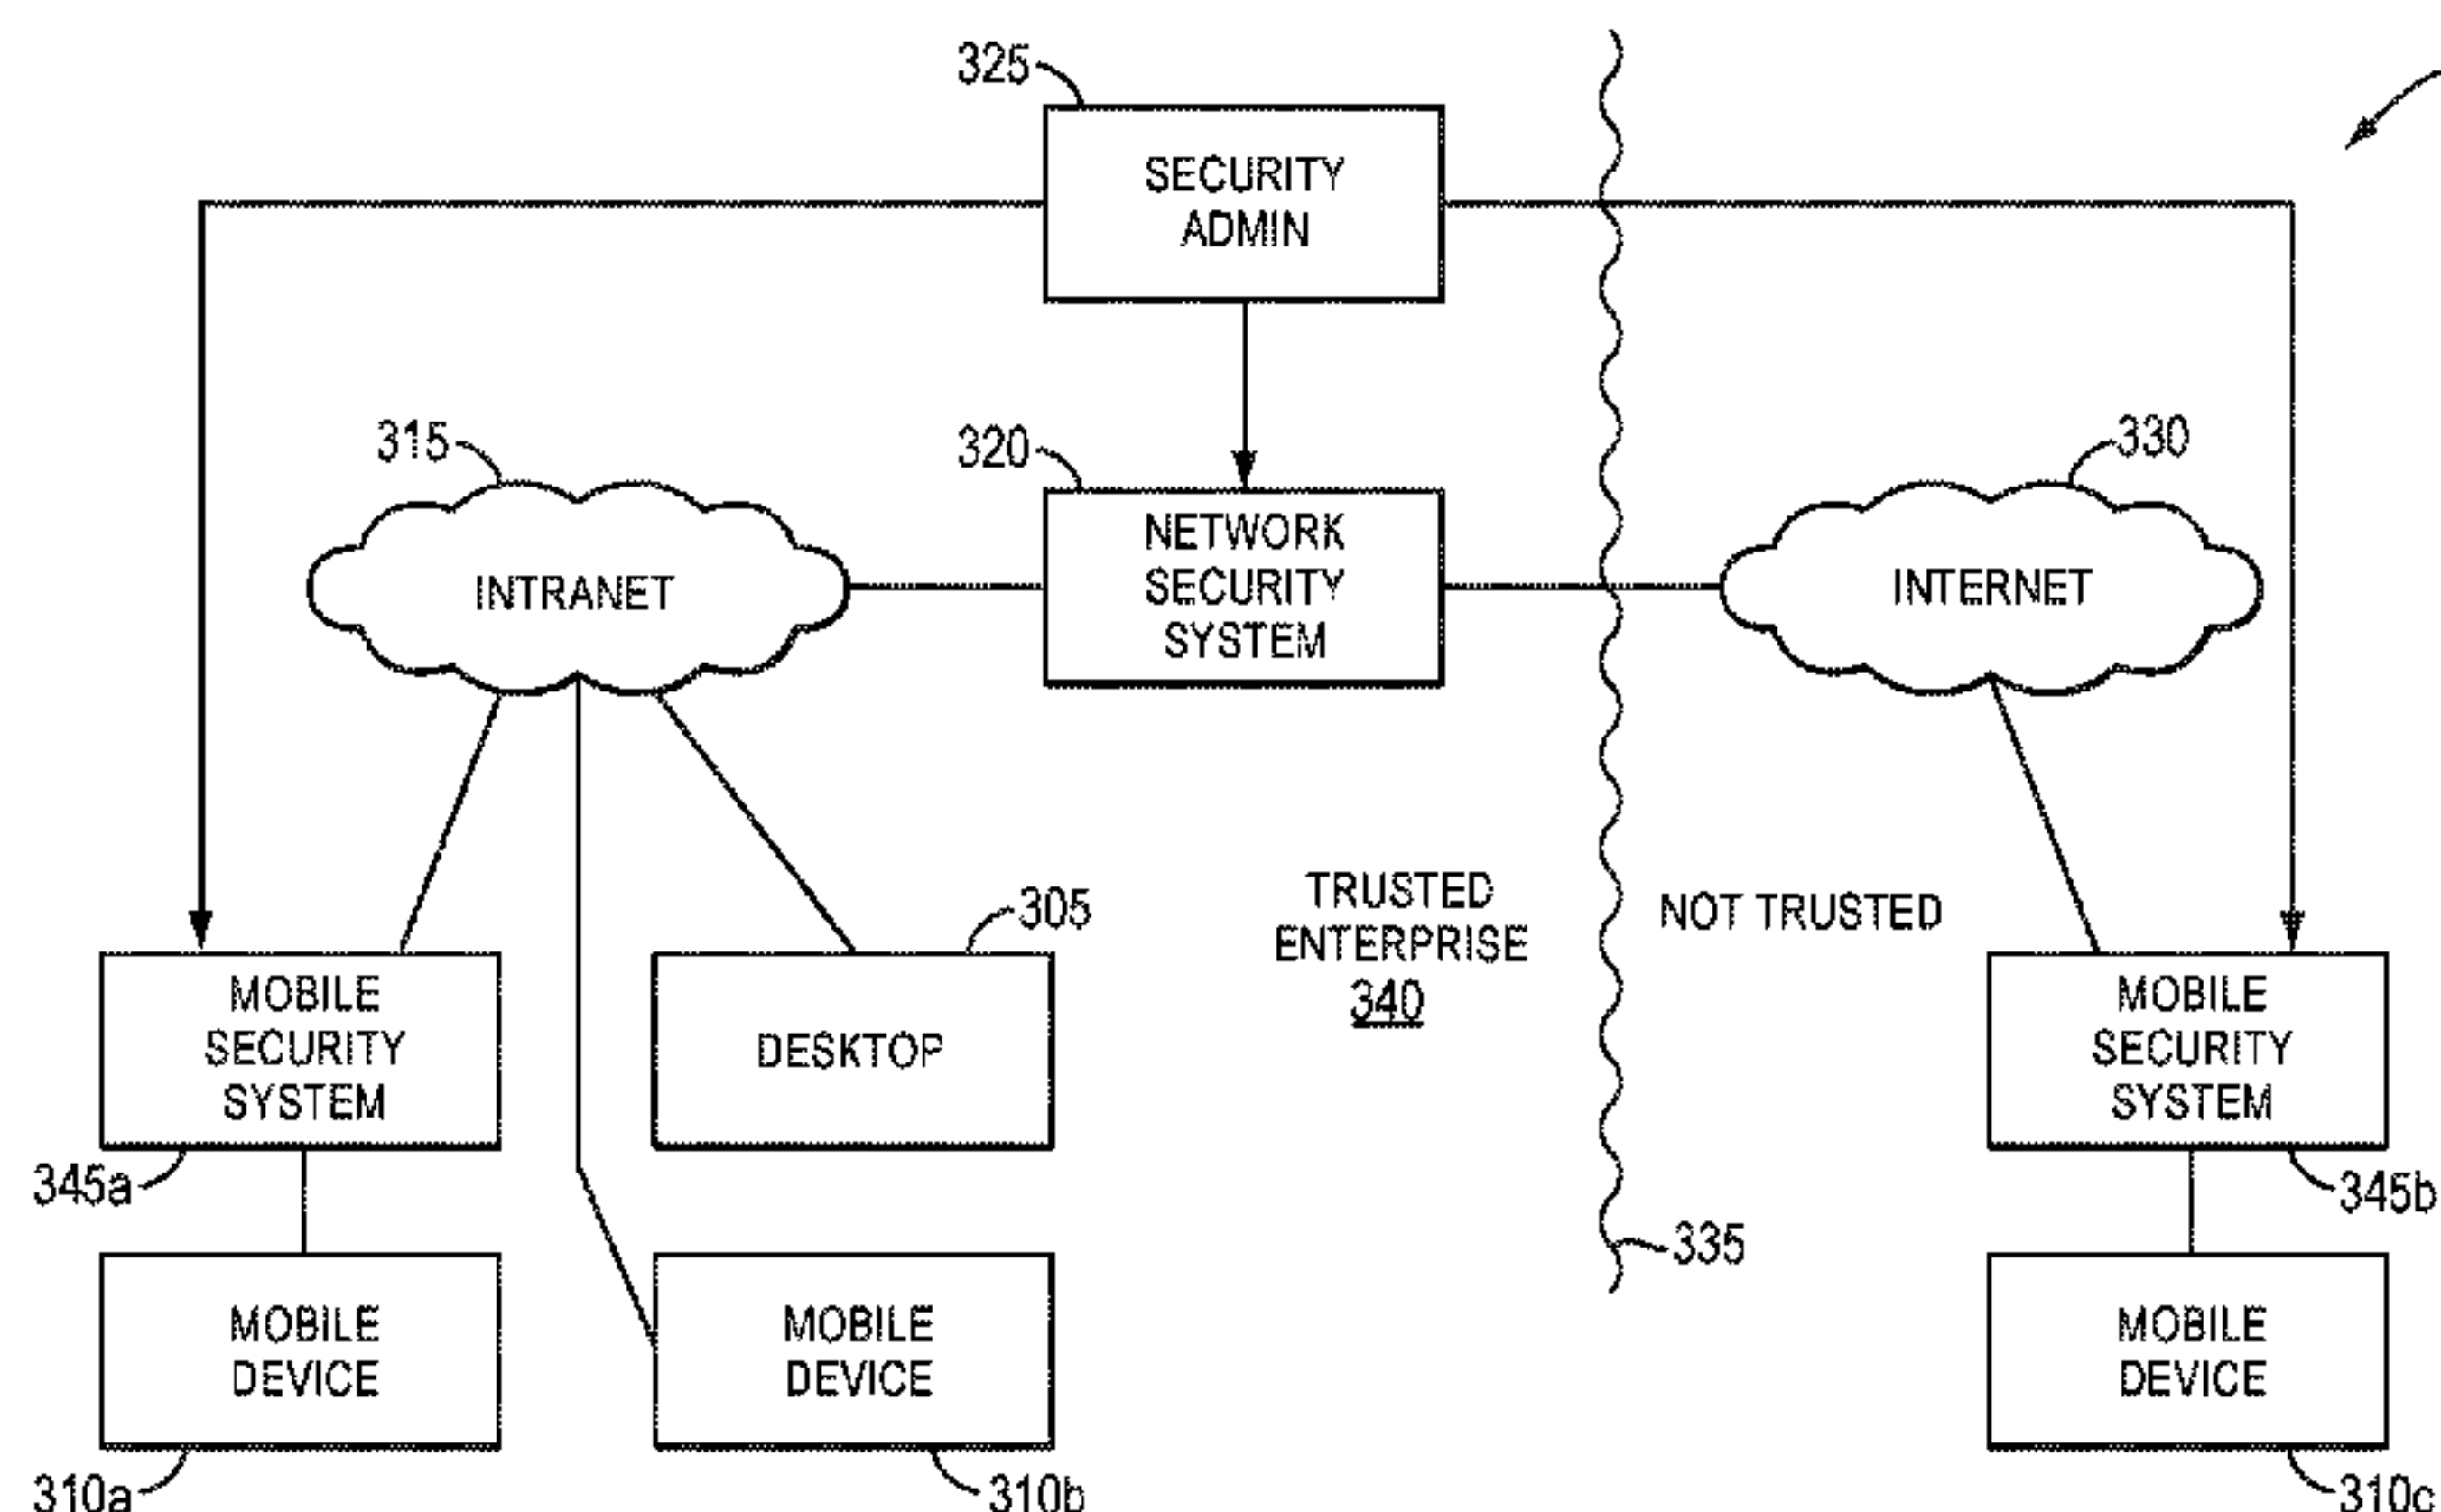 325
SECURITY
ADMIN
315
320
330
INTRANET
NETWORK
SECURITY
SYSTEM
INTERNET
305
TRUSTED
ENTERPRISE
340
NOT TRUSTED
MOBILE
SECURITY
SYSTEM
DESKTOP
MOBILE
SECURITY
SYSTEM
345a
345b
335
MOBILE
DEVICE
MOBILE
DEVICE
MOBILE
DEVICE
310a
310b
310c